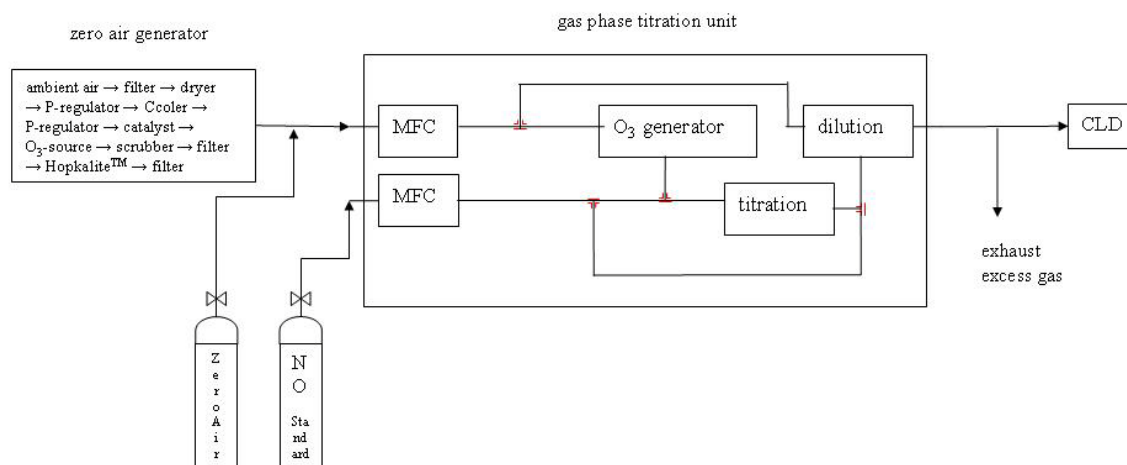 zero air generator
gas phase titration unit
ambient air → filter → dryer
→ P-regulator → Ccoler →
P-regulator → catalyst →
O₃-source → scrubber → filter
→ Hopkalite™ → filter
MFC
O₃ generator
dilution
CLD
MFC
titration
exhaust
excess gas
Z
e
r
o
A
i
r
N
O
Sta
nd
ard